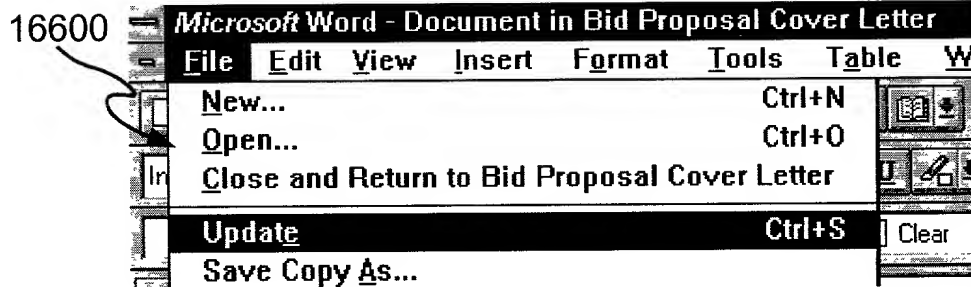 16600
Microsoft Word - Document in Bid Proposal Cover Letter
File Edit View Insert Format Tools Table
New... Ctrl+N
Open... Ctrl+O
Close and Return to Bid Proposal Cover Letter
Update Ctrl+S
Clear
Save Copy As...